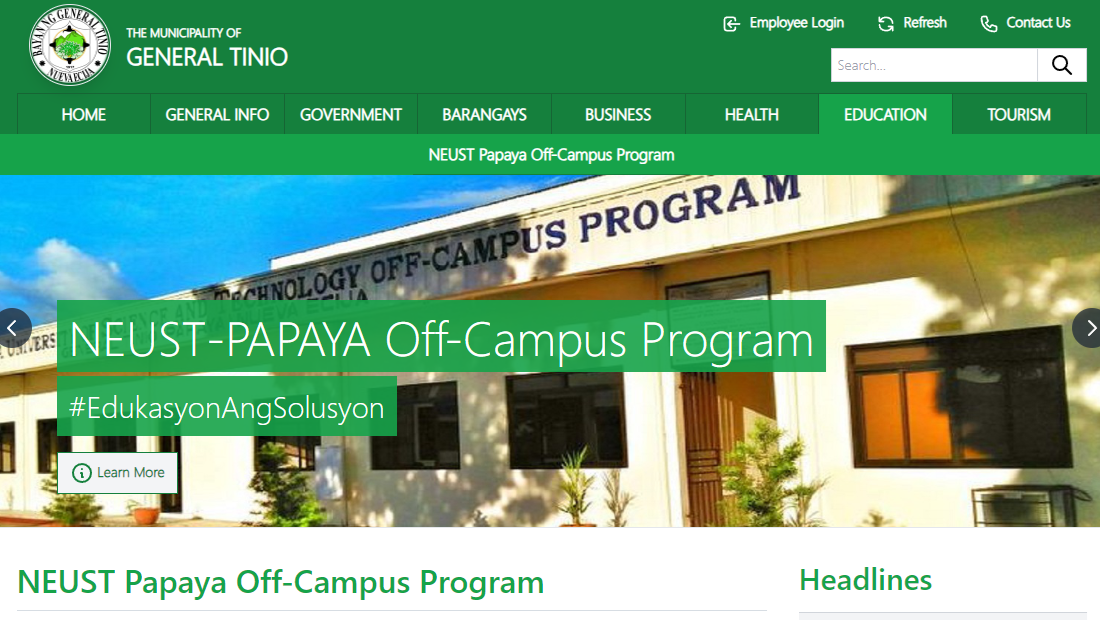 BAYAN NG GENERAL TINIO
NUEVA ECIJA
THE MUNICIPALITY OF
GENERAL TINIO
Employee Login
Refresh
Contact Us
Search...
HOME
GENERAL INFO
GOVERNMENT
BARANGAYS
BUSINESS
HEALTH
EDUCATION
TOURISM
NEUST Papaya Off-Campus Program
TECHNOLOGY OFF-CAMPUS PROGRAM
NEUST-PAPAYA Off-Campus Program
#EdukasyonAngSolusyon
Learn More
NEUST Papaya Off-Campus Program
Headlines